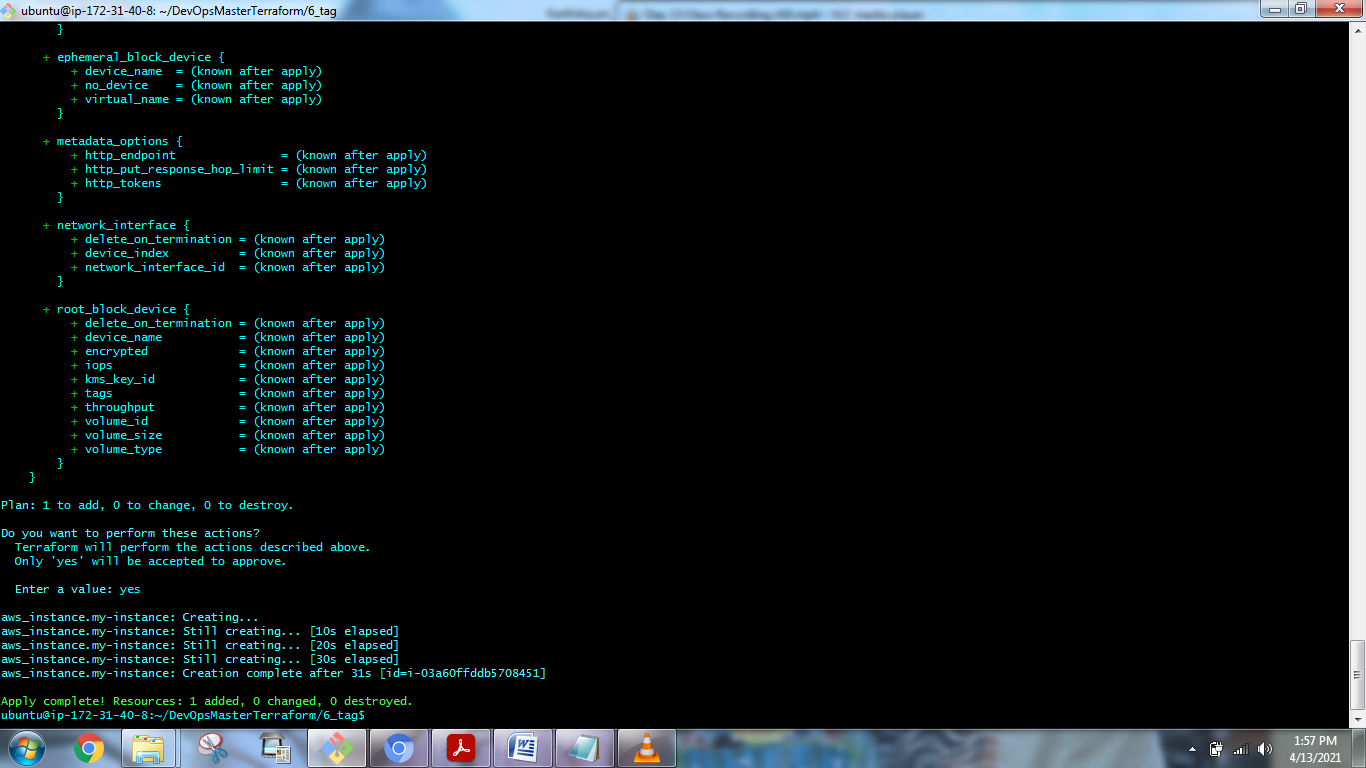 ubuntu@ip-172-31-40-8: ~/DevOpsMasterTerraform/6_tag
}
+ ephemeral_block_device {
+ device_name  = (known after apply)
+ no_device    = (known after apply)
+ virtual_name = (known after apply)
}
+ metadata_options {
+ http_endpoint               = (known after apply)
+ http_put_response_hop_limit = (known after apply)
+ http_tokens                 = (known after apply)
}
+ network_interface {
+ delete_on_termination = (known after apply)
+ device_index          = (known after apply)
+ network_interface_id  = (known after apply)
}
+ root_block_device {
+ delete_on_termination = (known after apply)
+ device_name           = (known after apply)
+ encrypted             = (known after apply)
+ iops                  = (known after apply)
+ kms_key_id            = (known after apply)
+ tags                  = (known after apply)
+ throughput            = (known after apply)
+ volume_id             = (known after apply)
+ volume_size           = (known after apply)
+ volume_type           = (known after apply)
}
}
Plan: 1 to add, 0 to change, 0 to destroy.
Do you want to perform these actions?
Terraform will perform the actions described above.
Only 'yes' will be accepted to approve.
Enter a value: yes
aws_instance.my-instance: Creating...
aws_instance.my-instance: Still creating... [10s elapsed]
aws_instance.my-instance: Still creating... [20s elapsed]
aws_instance.my-instance: Still creating... [30s elapsed]
aws_instance.my-instance: Creation complete after 31s [id=i-03a60ffddb5708451]
Apply complete! Resources: 1 added, 0 changed, 0 destroyed.
ubuntu@ip-172-31-40-8:~/DevOpsMasterTerraform/6_tag$
1:57 PM
4/13/2021